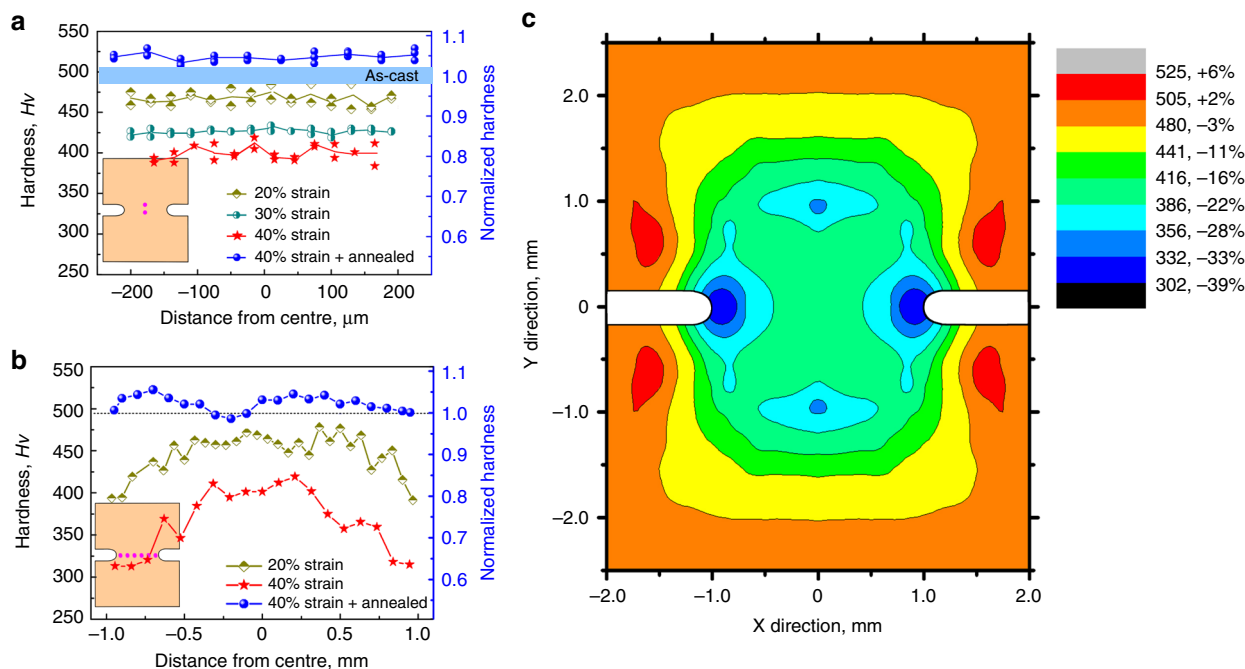 a
550
500
450
400
350
300
250
Hardness, Hv
1.1
1.0
0.9
0.8
0.7
0.6
Normalized hardness
As-cast
20% strain
30% strain
40% strain
40% strain + annealed
−200
−100
0
100
200
Distance from centre, μm
b
550
500
450
400
350
300
250
Hardness, Hv
1.1
1.0
0.9
0.8
0.7
0.6
Normalized hardness
20% strain
40% strain
40% strain + annealed
−1.0
−0.5
0
0.5
1.0
Distance from centre, mm
c
2.0
1.0
0
−1.0
−2.0
Y direction, mm
−2.0
−1.0
0
1.0
2.0
X direction, mm
525, +6%
505, +2%
480, −3%
441, −11%
416, −16%
386, −22%
356, −28%
332, −33%
302, −39%